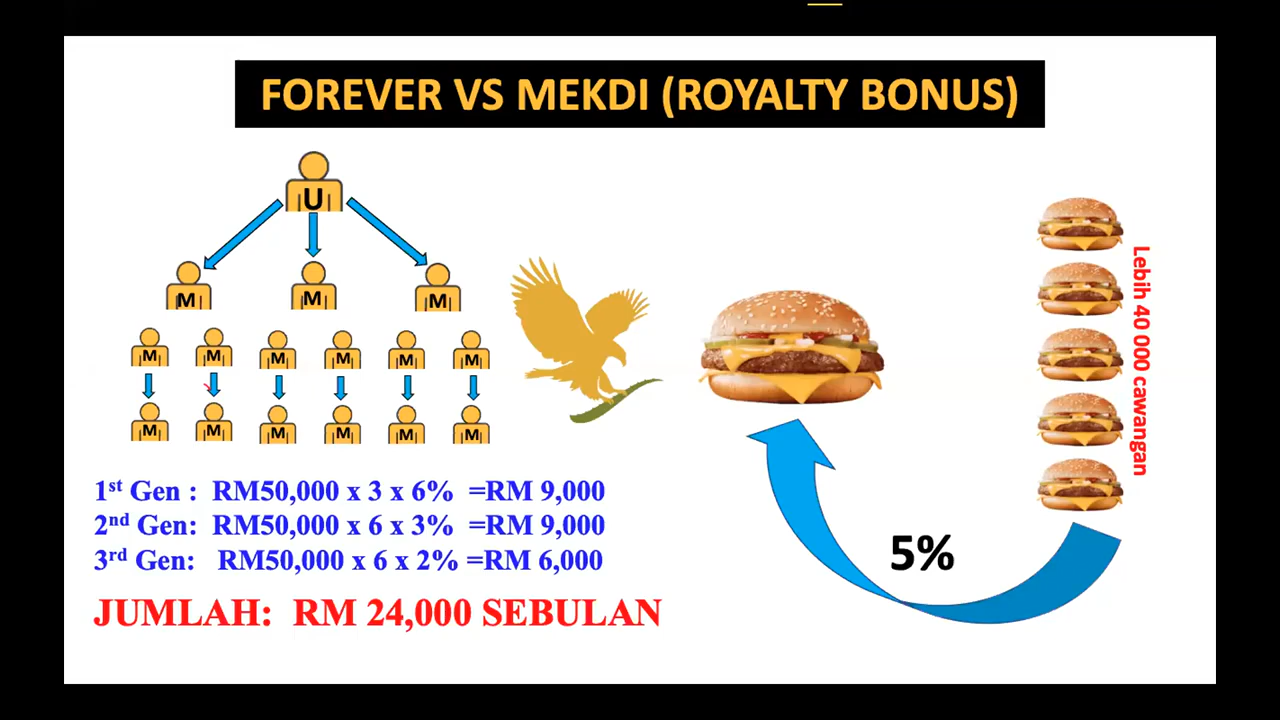 FOREVER VS MEKDI (ROYALTY BONUS)
U
M M M
M M M M M M
M M M M M M
Lebih 40 000 cawangan
5%
1st Gen : RM50,000 x 3 x 6% =RM 9,000
2nd Gen: RM50,000 x 6 x 3% =RM 9,000
3rd Gen: RM50,000 x 6 x 2% =RM 6,000
JUMLAH: RM 24,000 SEBULAN